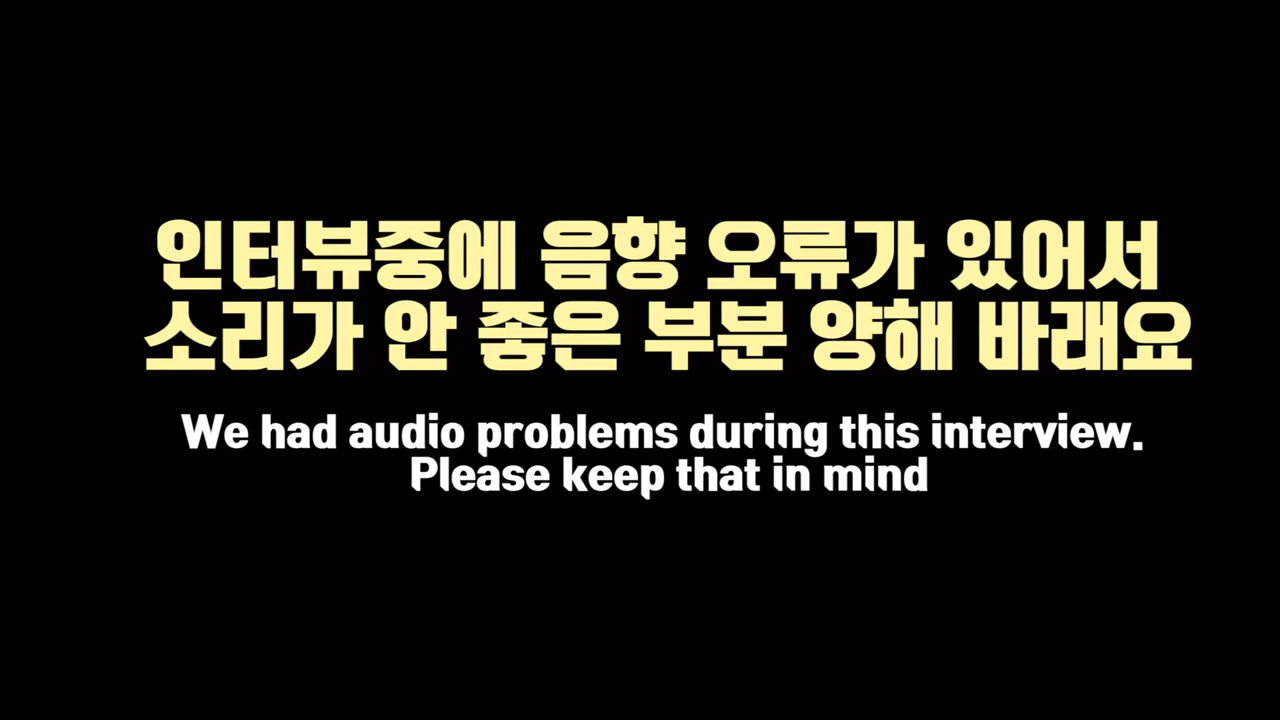 인터뷰중에 음향 오류가 있어서
소리가 안 좋은 부분 양해 바래요
We had audio problems during this interview.
Please keep that in mind